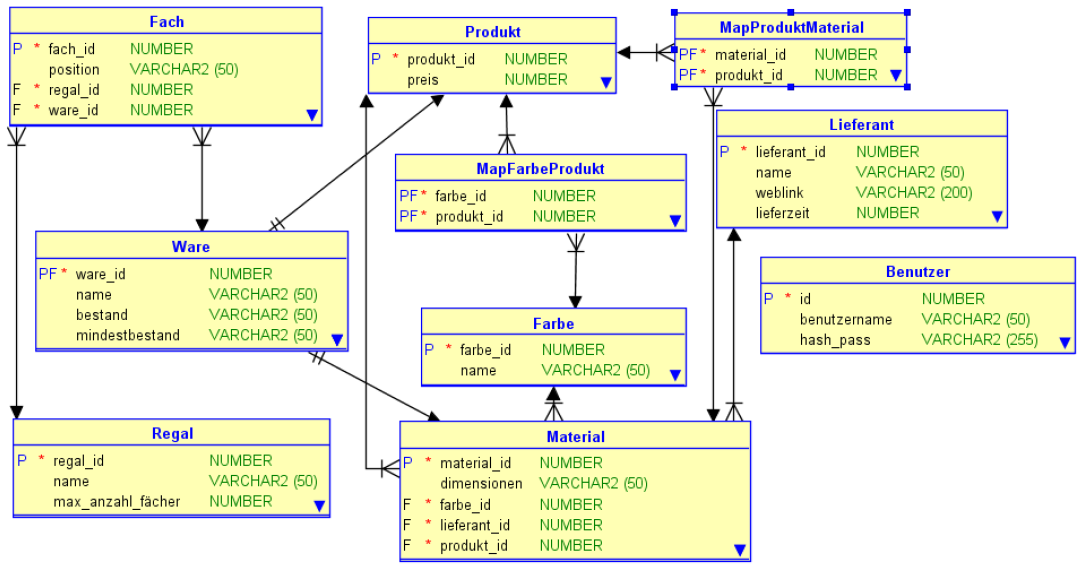 Fach
P * fach_id NUMBER
position VARCHAR2 (50)
F * regal_id NUMBER
F * ware_id NUMBER
Produkt
P * produkt_id NUMBER
preis NUMBER
MapProduktMaterial
PF* material_id NUMBER
PF* produkt_id NUMBER
Lieferant
P * lieferant_id NUMBER
name VARCHAR2 (50)
weblink VARCHAR2 (200)
lieferzeit NUMBER
MapFarbeProdukt
PF* farbe_id NUMBER
PF* produkt_id NUMBER
Ware
PF* ware_id NUMBER
name VARCHAR2 (50)
bestand VARCHAR2 (50)
mindestbestand VARCHAR2 (50)
Benutzer
P * id NUMBER
benutzername VARCHAR2 (50)
hash_pass VARCHAR2 (255)
Farbe
P * farbe_id NUMBER
name VARCHAR2 (50)
Regal
P * regal_id NUMBER
name VARCHAR2 (50)
max_anzahl_fächer NUMBER
Material
P * material_id NUMBER
dimensionen VARCHAR2 (50)
F * farbe_id NUMBER
F * lieferant_id NUMBER
F * produkt_id NUMBER